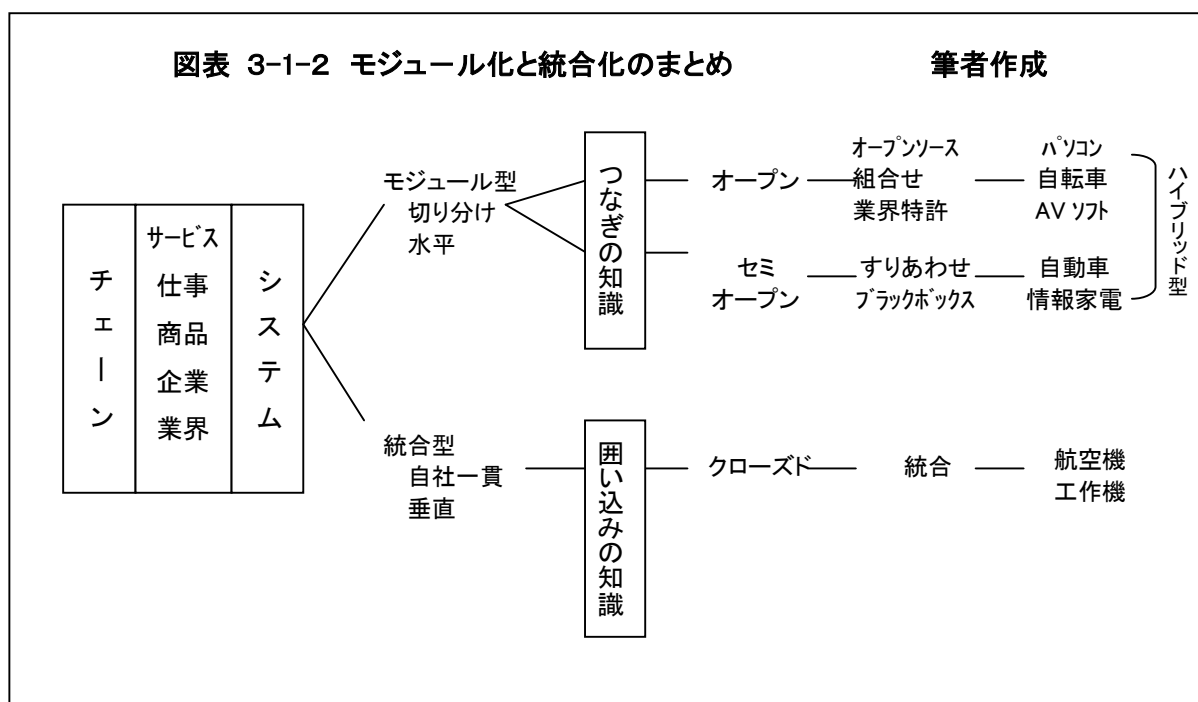 図表 3-1-2 モジュール化と統合化のまとめ 筆者作成
チェーン
サービス
仕事
商品
企業
業界
システム
モジュール型
切り分け
水平
つなぎの知識
オープン
オープンソース
組合せ
業界特許
パソコン
自転車
AV ソフト
セミ
オープン
すりあわせ
ブラックボックス
自動車
情報家電
ハイブリッド型
統合型
自社一貫
垂直
囲い込みの知識
クローズド
統合
航空機
工作機